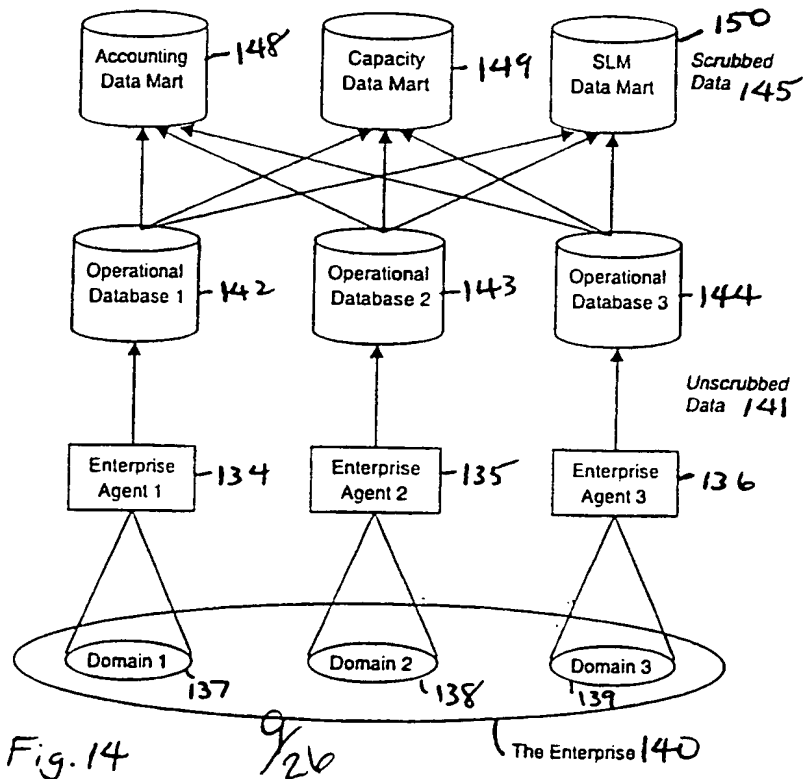 Accounting
Data Mart
148
Capacity
Data Mart
149
SLM
Data Mart
150
Scrubbed
Data 145
Operational
Database 1
142
Operational
Database 2
143
Operational
Database 3
144
Unscrubbed
Data 141
Enterprise
Agent 1
134
Enterprise
Agent 2
135
Enterprise
Agent 3
136
Domain 1
137
Domain 2
138
Domain 3
139
Fig. 14
9/26
The Enterprise 140